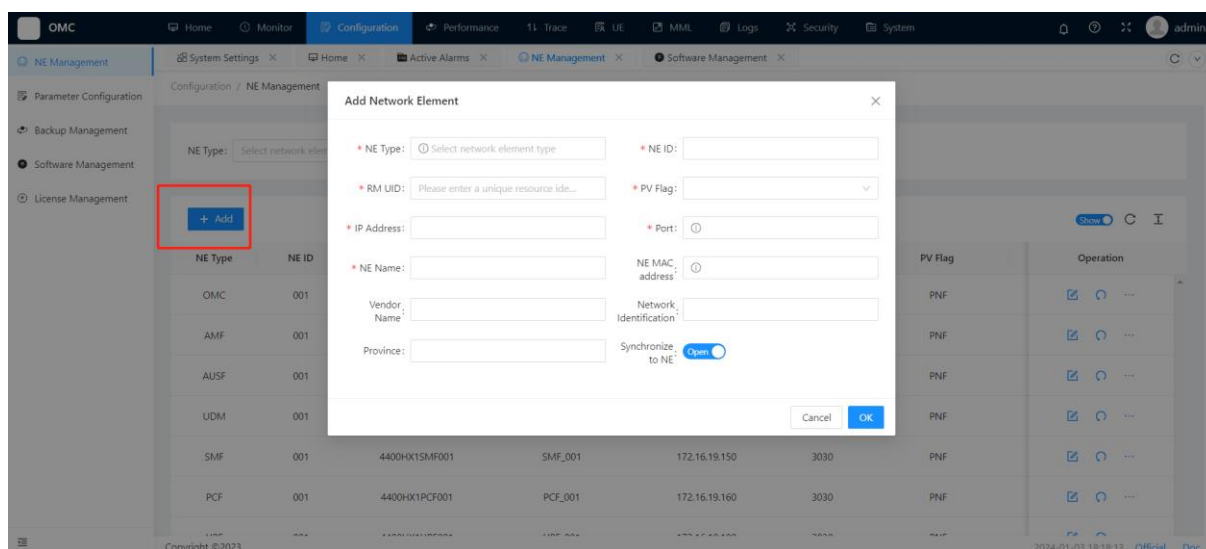 OMC Home Monitor Configuration Performance Trace UE MML Logs Security System admin
NE Management System Settings Home Active Alarms NE Management Software Management
Parameter Configuration
Backup Management
Software Management
License Management
Configuration / NE Management
NE Type: Select network elem
+ Add
Show
Add Network Element
* NE Type: Select network element type * NE ID:
* RM UID: Please enter a unique resource ide... * PV Flag:
* IP Address: * Port:
* NE Name: NE MAC address:
Vendor Name: Network Identification:
Province: Synchronize to NE: Open
Cancel OK
NE Type NE ID PV Flag Operation
OMC 001 PNF
AMF 001 PNF
AUSF 001 PNF
UDM 001 PNF
SMF 001 4400HX1SMF001 SMF_001 172.16.19.150 3030 PNF
PCF 001 4400HX1PCF001 PCF_001 172.16.19.160 3030 PNF
Copyright ©2023 Official Doc